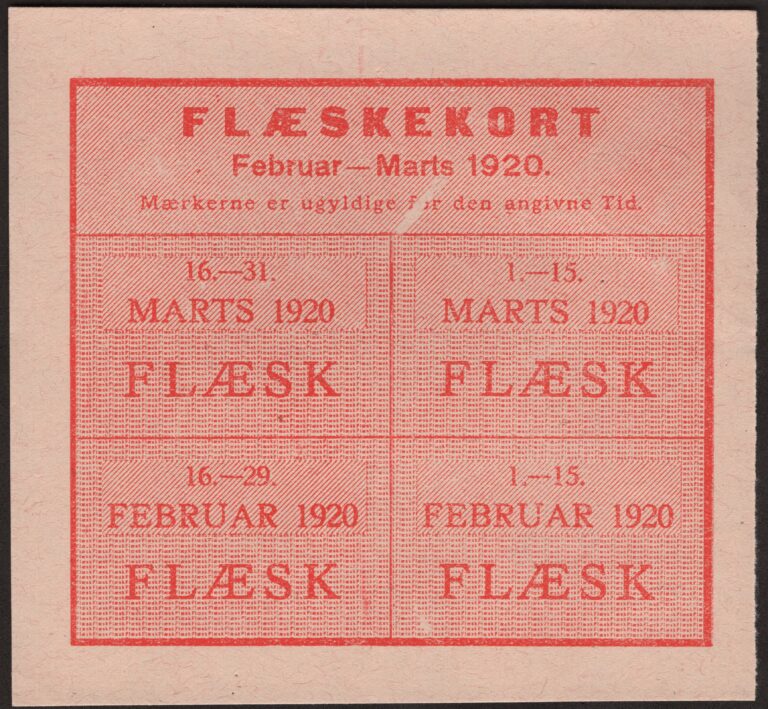 FLÆSKEKORT
Februar—Marts 1920.
Mærkerne er ugyldige før den angivne Tid.
16.—31.
MARTS 1920
FLÆSK
1.—15.
MARTS 1920
FLÆSK
16.—29.
FEBRUAR 1920
FLÆSK
1.—15.
FEBRUAR 1920
FLÆSK